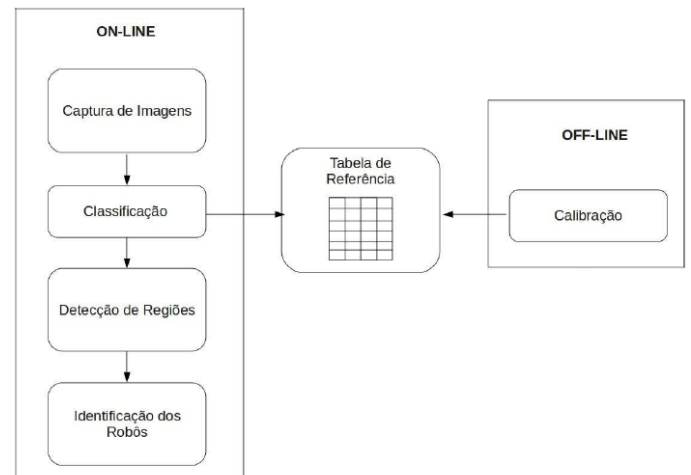 ON-LINE
Captura de Imagens
Classificação
Detecção de Regiões
Identificação dos
Robôs
Tabela de
Referência
OFF-LINE
Calibração